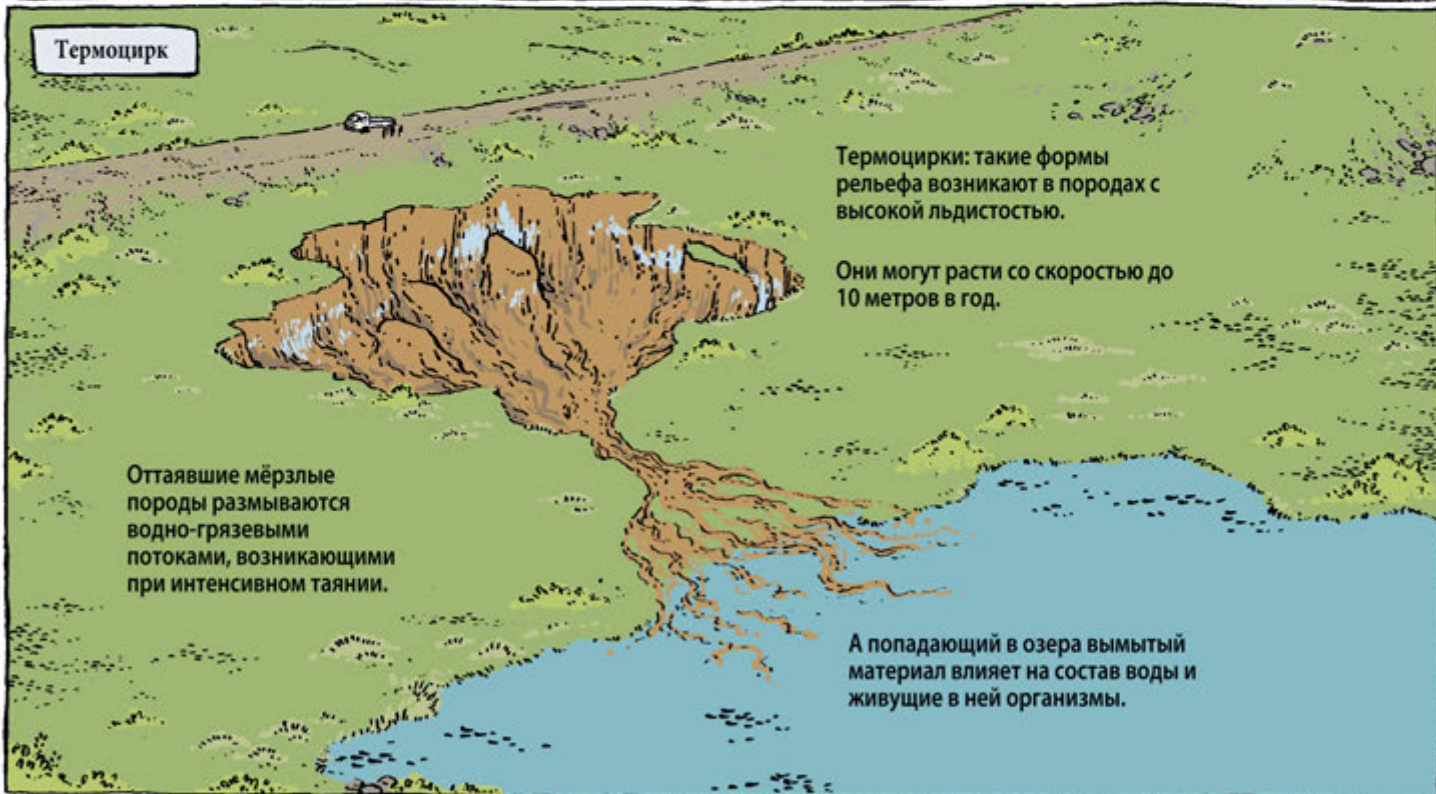 Термоцирк
Термоцирки: такие формы
рельефа возникают в породах с
высокой льдистостью.
Они могут расти со скоростью до
10 метров в год.
Оттаявшие мёрзлые
породы размываются
водно-грязевыми
потоками, возникающими
при интенсивном таянии.
А попадающий в озера вымытый
материал влияет на состав воды и
живущие в ней организмы.